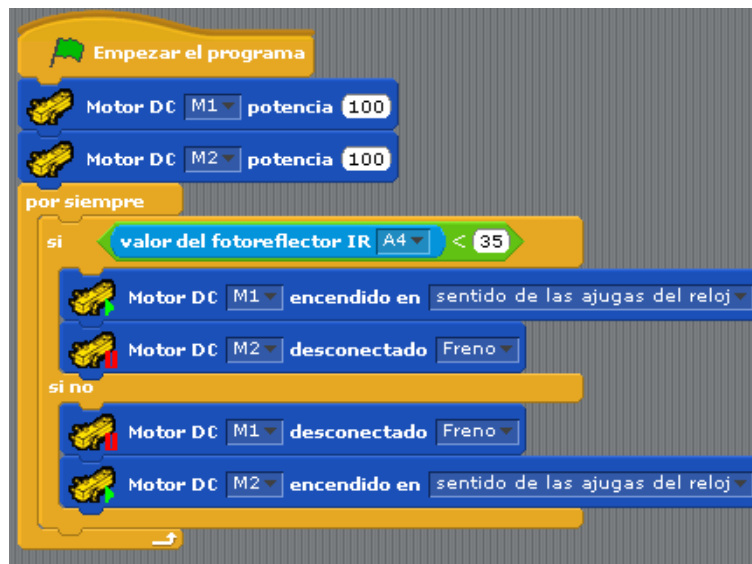 Empezar el programa
Motor DC M1 potencia 100
Motor DC M2 potencia 100
por siempre
si valor del fotoreflector IR A4 < 35
Motor DC M1 encendido en sentido de las ajugas del reloj
Motor DC M2 desconectado Freno
si no
Motor DC M1 desconectado Freno
Motor DC M2 encendido en sentido de las ajugas del reloj